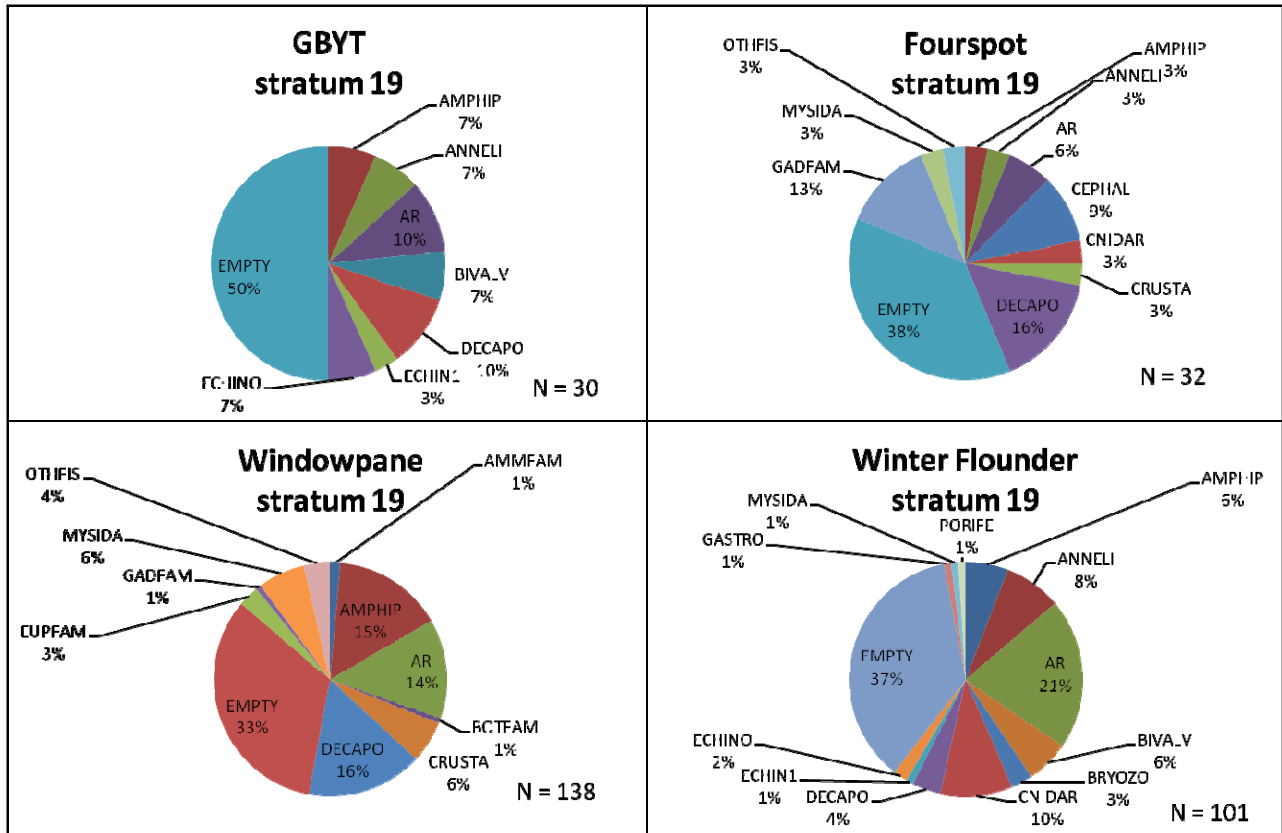 GBYT
stratum 19
AMPHIP
7%
ANNELI
7%
AR
10%
BIVALV
7%
DECAPO
10%
ECHIN1
3%
ECHINO
7%
EMPTY
50%
N = 30
Fourspot
stratum 19
OTHFIS
3%
AMPHIP
3%
ANNELI
3%
MYSIDA
3%
AR
6%
GADFAM
13%
CEPHAL
9%
CNIDAR
3%
CRUSTA
3%
DECAPO
16%
EMPTY
38%
N = 32
Windowpane
stratum 19
OTHFIS
4%
AMMFAM
1%
MYSIDA
6%
GADFAM
1%
EUPFAM
3%
AMPHIP
15%
AR
14%
BOTFAM
1%
CRUSTA
6%
DECAPO
16%
EMPTY
33%
N = 138
Winter Flounder
stratum 19
MYSIDA
1%
PORIFE
1%
AMPHIP
6%
GASTRO
1%
ANNELI
8%
EMPTY
37%
AR
21%
BIVALV
6%
BRYOZO
3%
CNIDAR
10%
DECAPO
4%
ECHIN1
1%
ECHINO
2%
N = 101